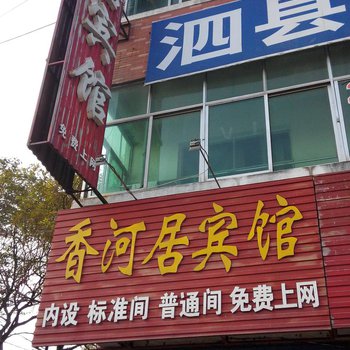 泗县
宾馆
免费上网
香河居宾馆
内设 标准间 普通间 免费上网